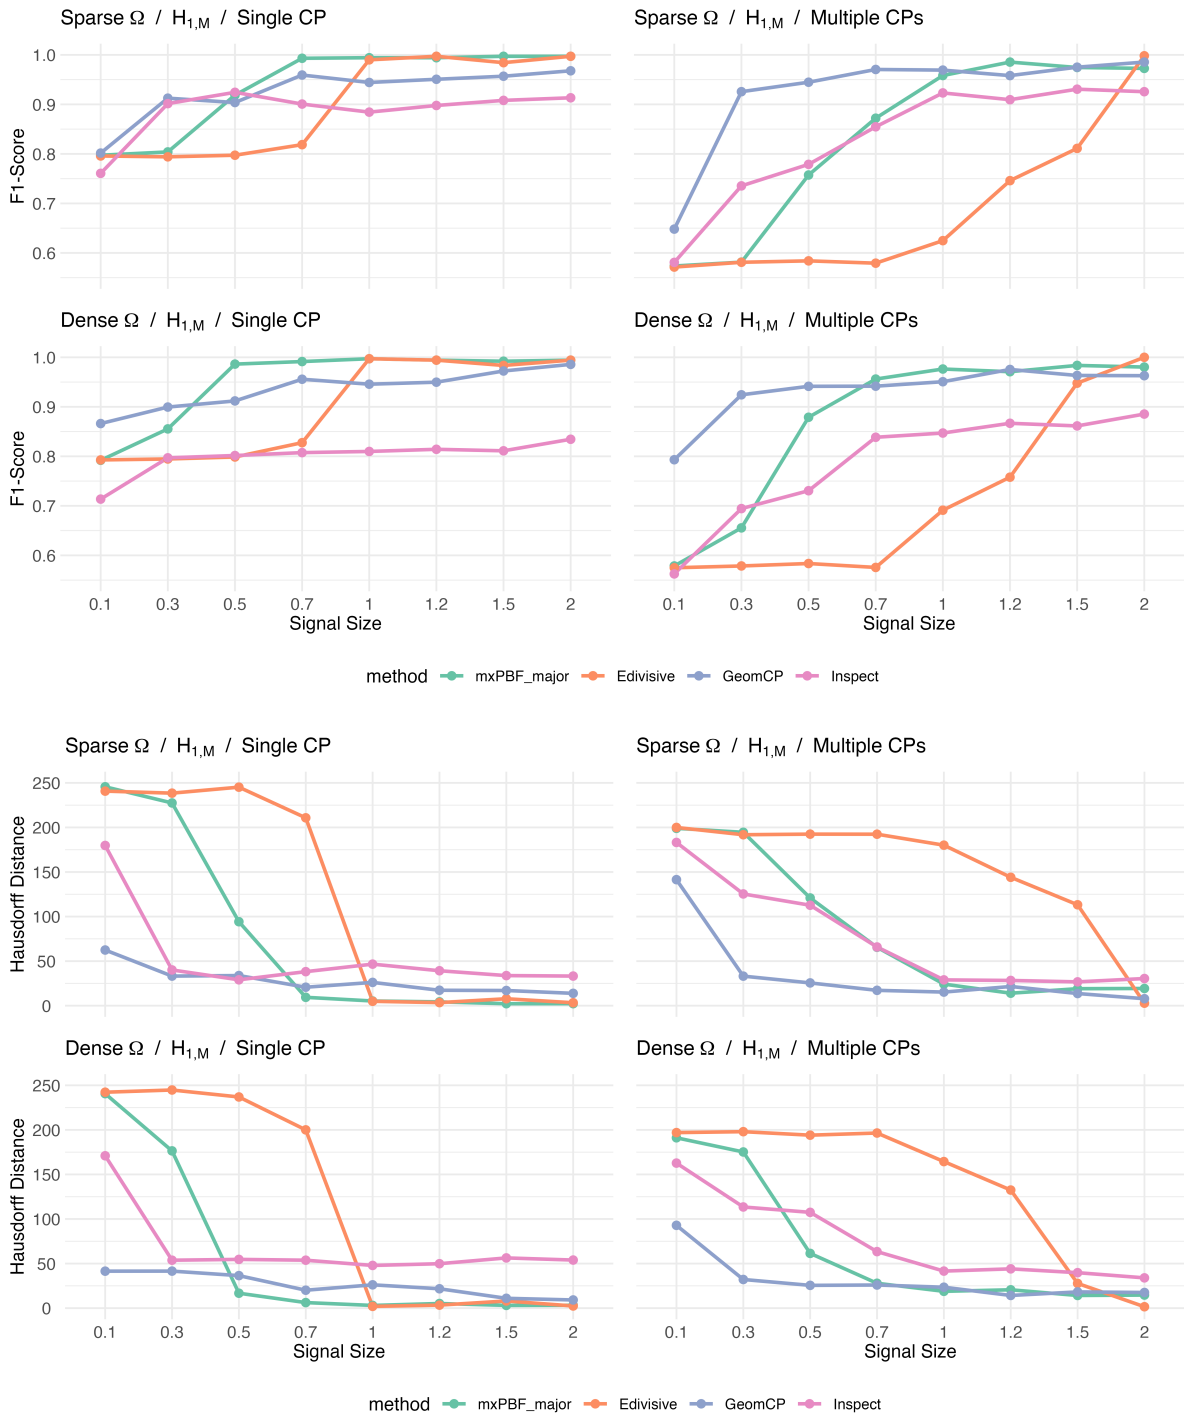 Sparse Ω / H1,M / Single CP
Sparse Ω / H1,M / Multiple CPs
1.0
0.9
0.8
0.7
0.6
F1-Score
Dense Ω / H1,M / Single CP
Dense Ω / H1,M / Multiple CPs
1.0
0.9
0.8
0.7
0.6
F1-Score
0.1 0.3 0.5 0.7 1 1.2 1.5 2
0.1 0.3 0.5 0.7 1 1.2 1.5 2
Signal Size
Signal Size
method mxPBF_major Edivisive GeomCP Inspect
Sparse Ω / H1,M / Single CP
Sparse Ω / H1,M / Multiple CPs
250
200
150
100
50
0
Hausdorff Distance
Dense Ω / H1,M / Single CP
Dense Ω / H1,M / Multiple CPs
250
200
150
100
50
0
Hausdorff Distance
0.1 0.3 0.5 0.7 1 1.2 1.5 2
0.1 0.3 0.5 0.7 1 1.2 1.5 2
Signal Size
Signal Size
method mxPBF_major Edivisive GeomCP Inspect